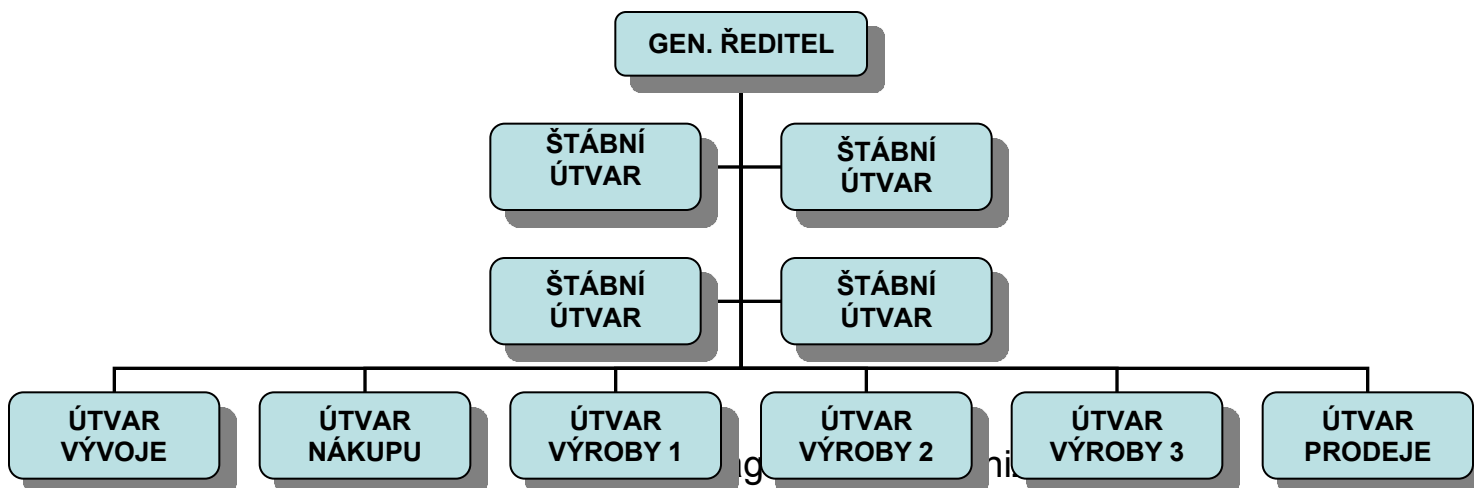 GEN. ŘEDITEL
ŠTÁBNÍ
ÚTVAR
ŠTÁBNÍ
ÚTVAR
ŠTÁBNÍ
ÚTVAR
ŠTÁBNÍ
ÚTVAR
ÚTVAR
VÝVOJE
ÚTVAR
NÁKUPU
ÚTVAR
VÝROBY 1
ÚTVAR
VÝROBY 2
ÚTVAR
VÝROBY 3
ÚTVAR
PRODEJE